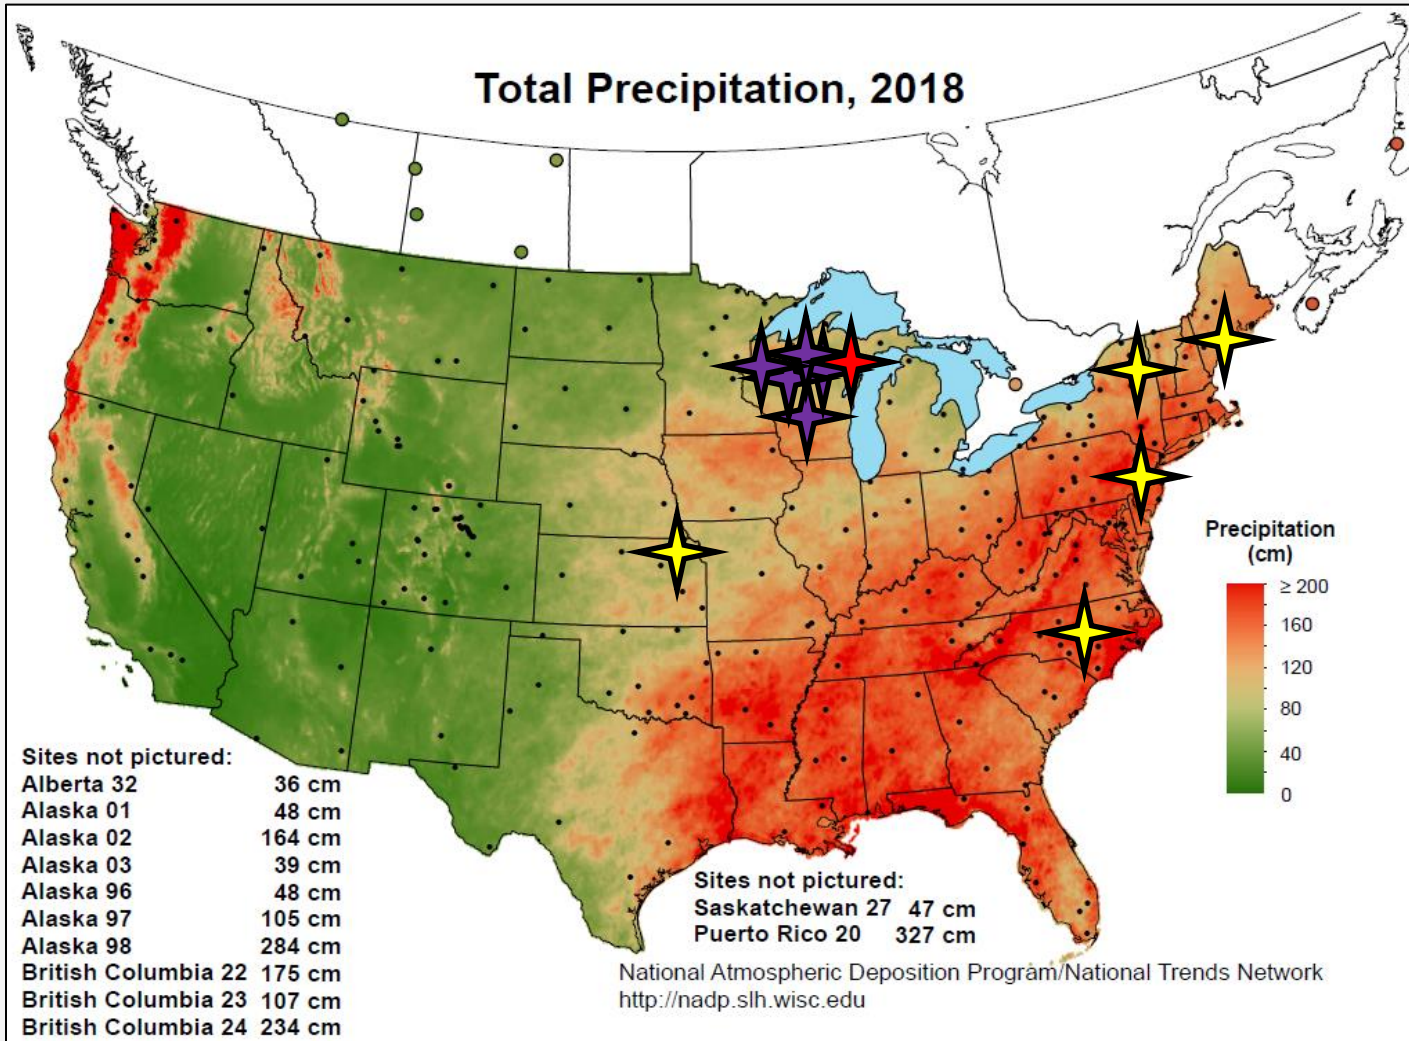 Total Precipitation, 2018
Precipitation
(cm)
≥ 200
160
120
80
40
0
Sites not pictured:
Alberta 32 36 cm
Alaska 01 48 cm
Alaska 02 164 cm
Alaska 03 39 cm
Alaska 96 48 cm
Alaska 97 105 cm
Alaska 98 284 cm
British Columbia 22 175 cm
British Columbia 23 107 cm
British Columbia 24 234 cm
Sites not pictured:
Saskatchewan 27 47 cm
Puerto Rico 20 327 cm
National Atmospheric Deposition Program/National Trends Network
http://nadp.slh.wisc.edu